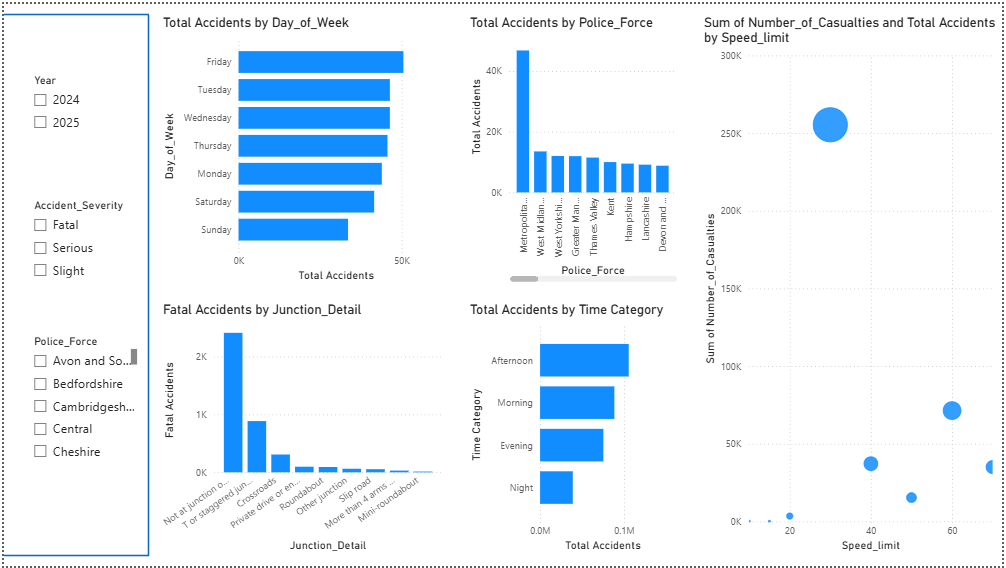 Year
2024
2025
Accident_Severity
Fatal
Serious
Slight
Police_Force
Avon and So...
Bedfordshire
Cambridgesh...
Central
Cheshire
Total Accidents by Day_of_Week
Day_of_Week
Friday
Tuesday
Wednesday
Thursday
Monday
Saturday
Sunday
0K
50K
Total Accidents
Total Accidents by Police_Force
Total Accidents
40K
20K
0K
Metropolita...
West Midlan...
West Yorkshi...
Greater Man...
Thames Valley
Kent
Hampshire
Lancashire
Devon and ...
Police_Force
Sum of Number_of_Casualties and Total Accidents
by Speed_limit
Sum of Number_of_Casualties
300K
250K
200K
150K
100K
50K
0K
20
40
60
Speed_limit
Fatal Accidents by Junction_Detail
Fatal Accidents
2K
1K
0K
Not at junction o...
T or staggered jun...
Crossroads
Private drive or en...
Roundabout
Other junction
Slip road
More than 4 arms ...
Mini-roundabout
Junction_Detail
Total Accidents by Time Category
Time Category
Afternoon
Morning
Evening
Night
0.0M
0.1M
Total Accidents